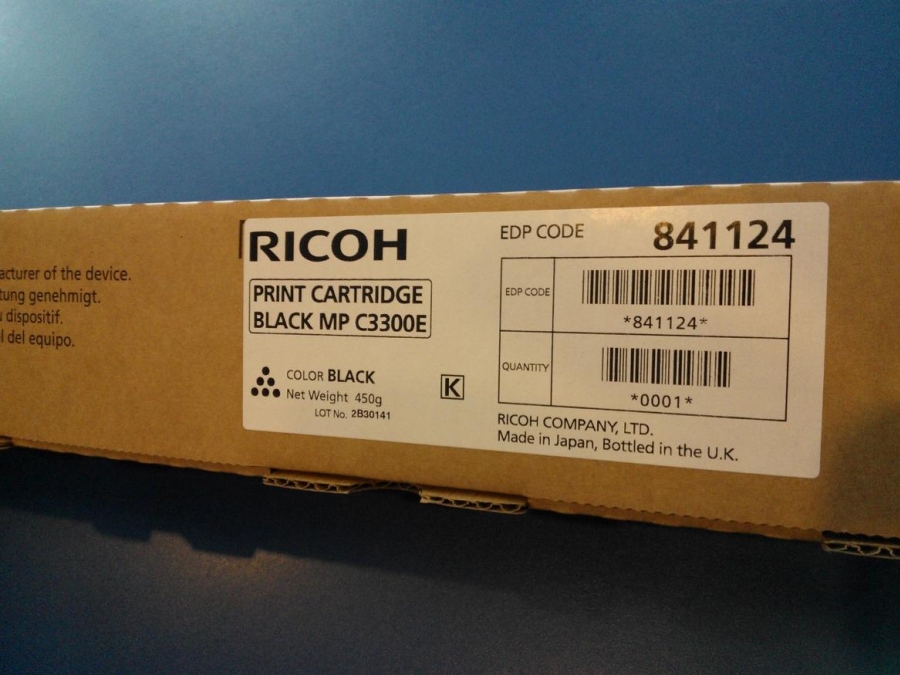 of the device.
genehmigt.
dispositif.
del equipo.
RICOH
PRINT CARTRIDGE
BLACK MP C3300E
COLOR BLACK
Net Weight 450g
LOT No. 2B30141
K
EDP CODE 841124
EDP CODE
*841124*
QUANTITY
*0001*
RICOH COMPANY, LTD.
Made in Japan, Bottled in the U.K.